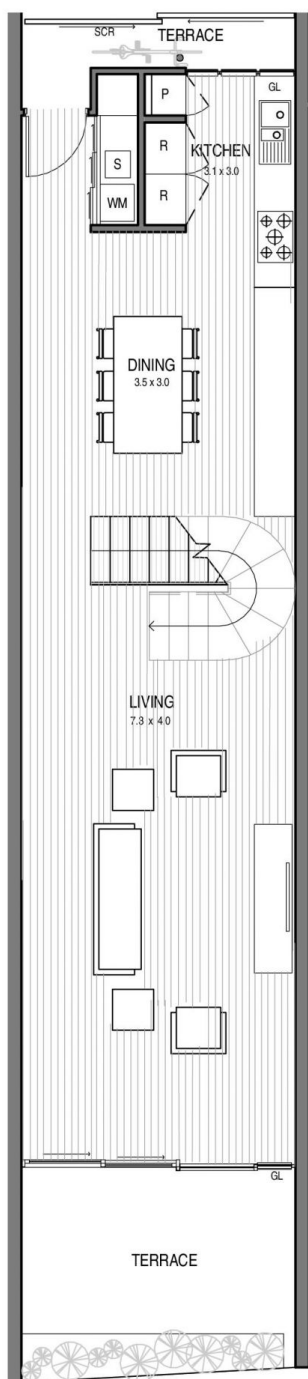 SCR
TERRACE
P
GL
R
KITCHEN
3.1 x 3.0
S
R
WM
DINING
3.5 x 3.0
LIVING
7.3 x 4.0
GL
TERRACE